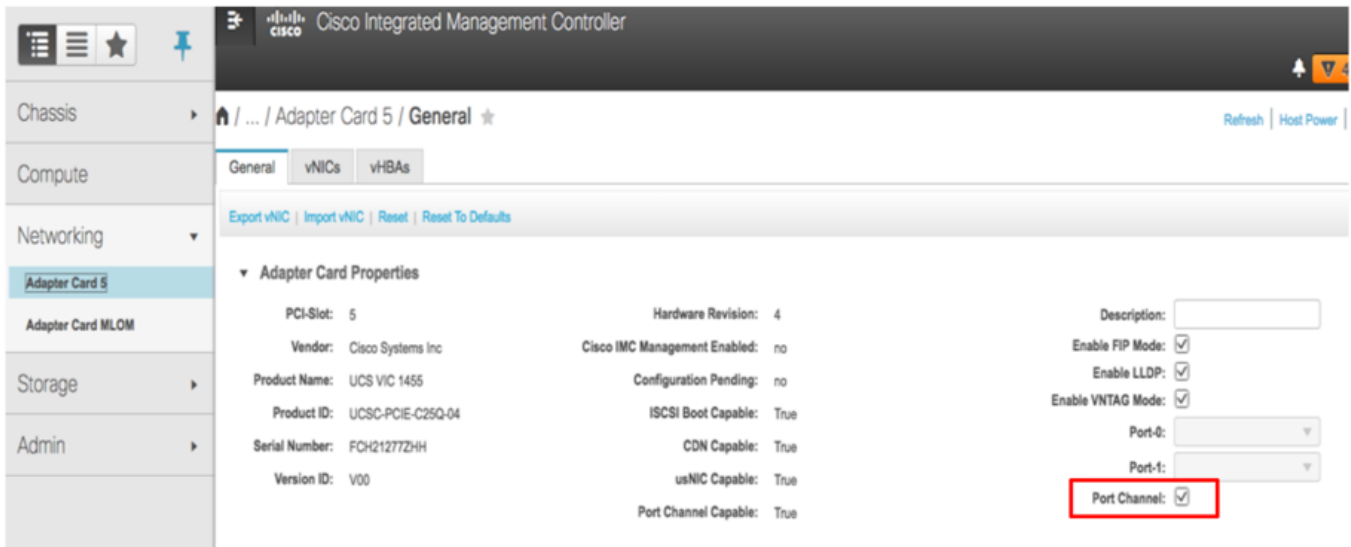 cisco Cisco Integrated Management Controller
4
Chassis
Compute
Networking
Adapter Card 5
Adapter Card MLOM
Storage
Admin
/ ... / Adapter Card 5 / General
Refresh | Host Power |
General vNICs vHBAs
Export vNIC | Import vNIC | Reset | Reset To Defaults
Adapter Card Properties
PCI-Slot: 5
Vendor: Cisco Systems Inc
Product Name: UCS VIC 1455
Product ID: UCSC-PCIE-C25Q-04
Serial Number: FCH21277ZHH
Version ID: V00
Hardware Revision: 4
Cisco IMC Management Enabled: no
Configuration Pending: no
ISCSI Boot Capable: True
CDN Capable: True
usNIC Capable: True
Port Channel Capable: True
Description:
Enable FIP Mode:
Enable LLDP:
Enable VNTAG Mode:
Port-0:
Port-1:
Port Channel: